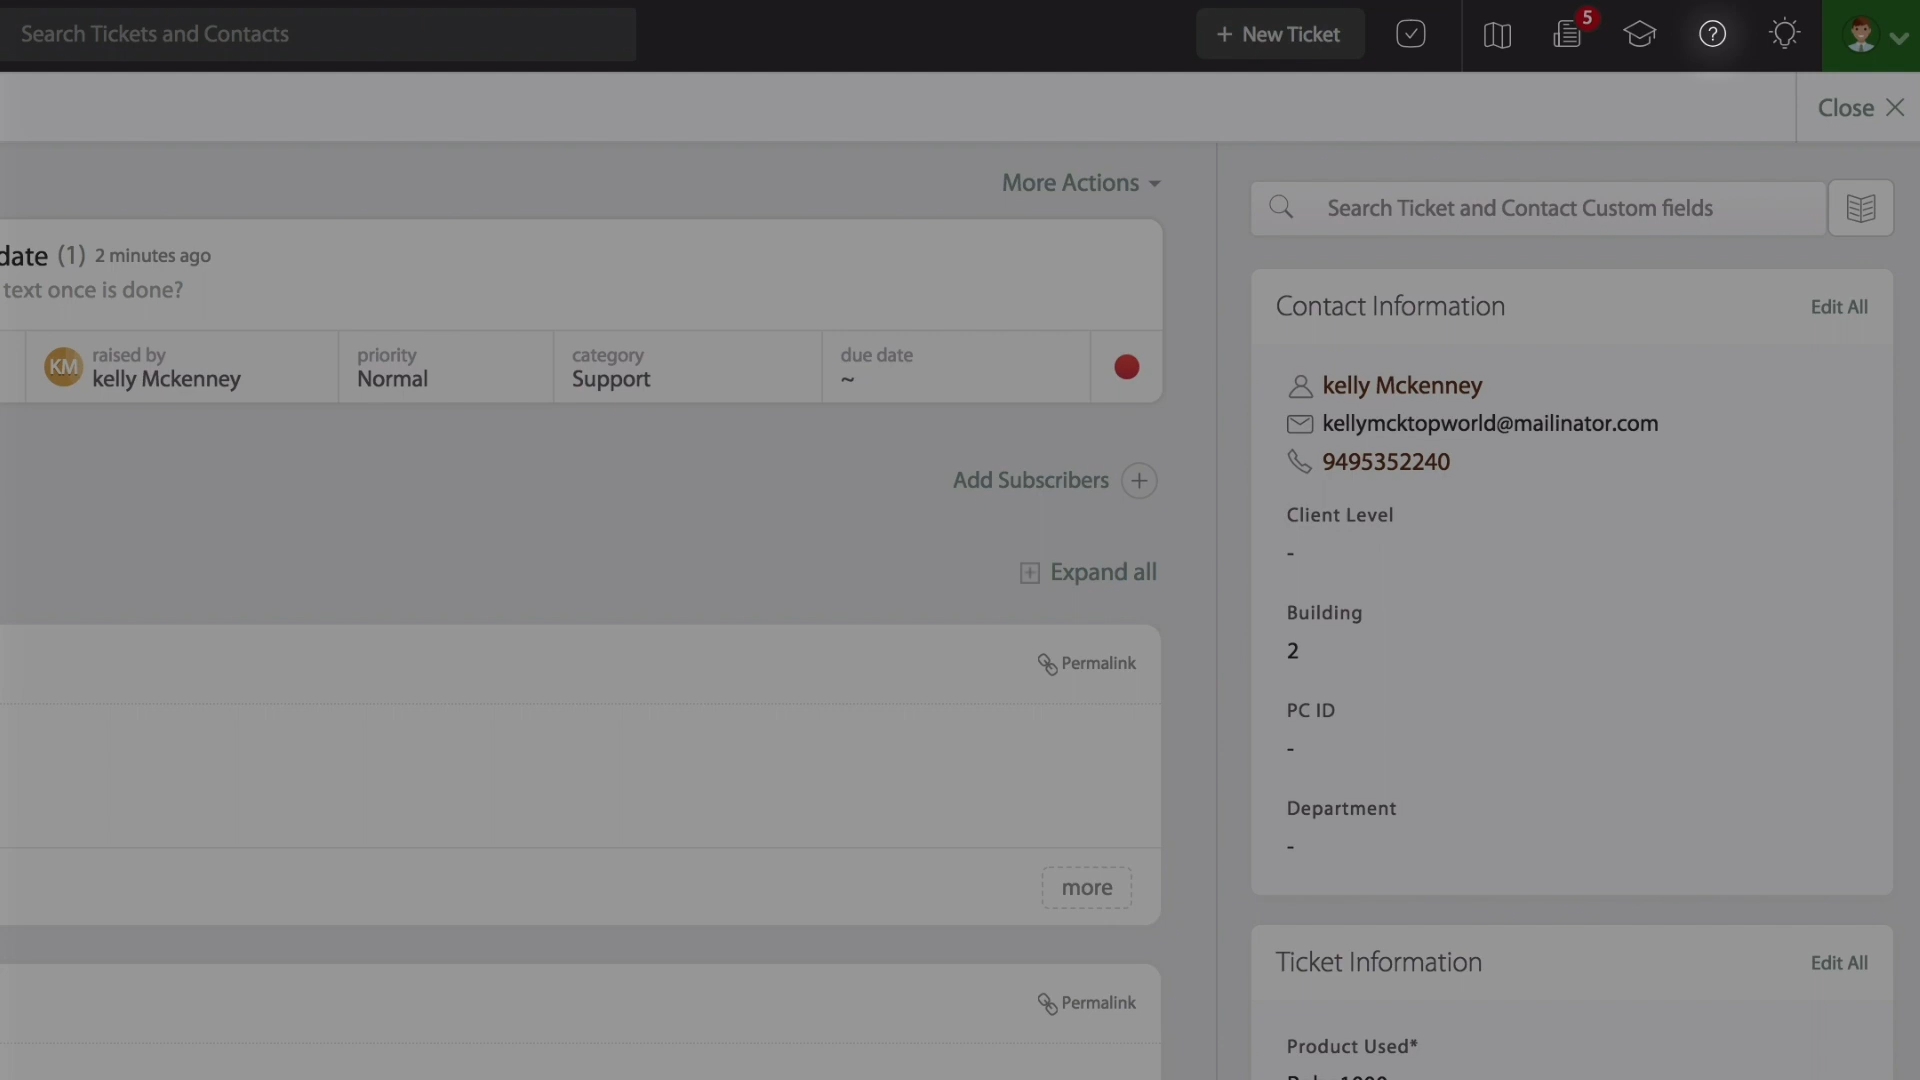 Search Tickets and Contacts
+ New Ticket
5
?
Close
More Actions
date (1) 2 minutes ago
text once is done?
KM
raised by
kelly Mckenney
priority
Normal
category
Support
due date
~
Add Subscribers
Expand all
Permalink
more
Permalink
Search Ticket and Contact Custom fields
Contact Information
Edit All
kelly Mckenney
kellymcktopworld@mailinator.com
9495352240
Client Level
-
Building
2
PC ID
-
Department
-
Ticket Information
Edit All
Product Used*